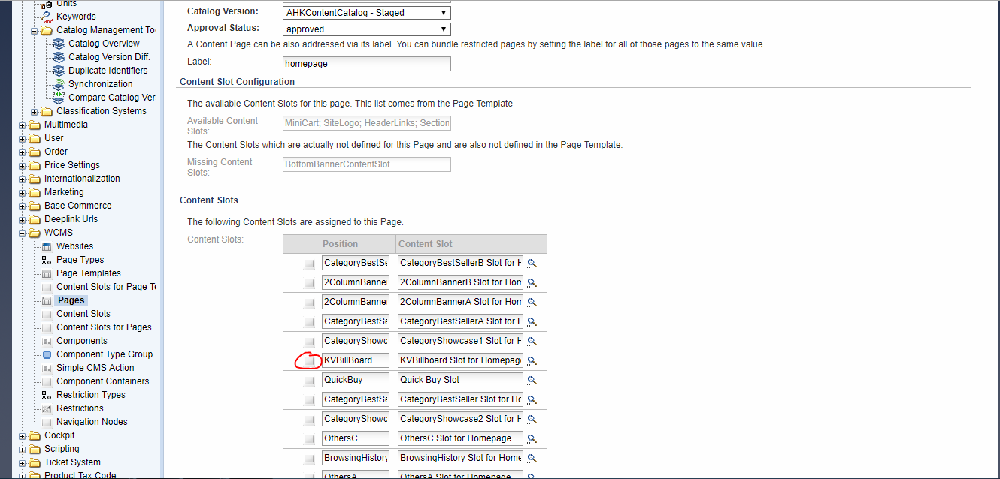 Units
Keywords
Catalog Management To
Catalog Overview
Catalog Version Diff.
Duplicate Identifiers
Synchronization
Compare Catalog Ver
Classification Systems
Multimedia
User
Order
Price Settings
Internationalization
Marketing
Base Commerce
Deeplink Urls
WCMS
Websites
Page Types
Page Templates
Content Slots for Page T
Pages
Content Slots
Content Slots for Pages
Components
Component Type Group
Simple CMS Action
Component Containers
Restriction Types
Restrictions
Navigation Nodes
Cockpit
Scripting
Ticket System
Product Tax Code
Catalog Version: AHKContentCatalog - Staged
Approval Status: approved
A Content Page can be also addressed via its label. You can bundle restricted pages by setting the label for all of those pages to the same value.
Label: homepage
Content Slot Configuration
The available Content Slots for this page. This list comes from the Page Template
Available Content Slots: MiniCart; SiteLogo; HeaderLinks; Section
The Content Slots which are actually not defined for this Page and are also not defined in the Page Template.
Missing Content Slots: BottomBannerContentSlot
Content Slots
The following Content Slots are assigned to this Page.
Content Slots:
Position Content Slot
CategoryBestSe CategoryBestSellerB Slot for H
2ColumnBanne 2ColumnBannerB Slot for Hom
2ColumnBanne 2ColumnBannerA Slot for Hom
CategoryBestSe CategoryBestSellerA Slot for H
CategoryShowc CategoryShowcase1 Slot for H
KVBillBoard KVBillboard Slot for Homepag
QuickBuy Quick Buy Slot
CategoryBestSe CategoryBestSeller Slot for Ho
CategoryShowc CategoryShowcase2 Slot for H
OthersC OthersC Slot for Homepage
BrowsingHistory BrowsingHistory Slot for Home
OthersA OthersA Slot for Homepage